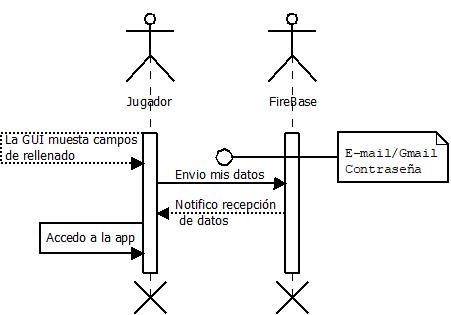 Jugador
FireBase
La GUI muesta campos
de rellenado
E-mail/Gmail
Contraseña
Envio mis datos
Notifico recepción
de datos
Accedo a la app